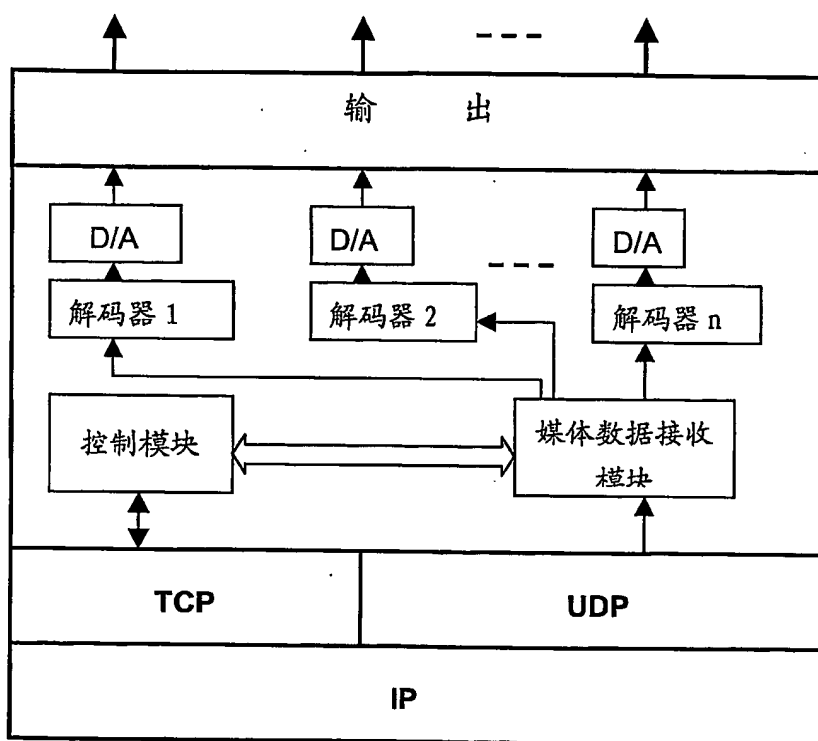 输 出
D/A D/A D/A
解码器 1 解码器 2 解码器 n
控制模块 媒体数据接收
模块
TCP UDP
IP